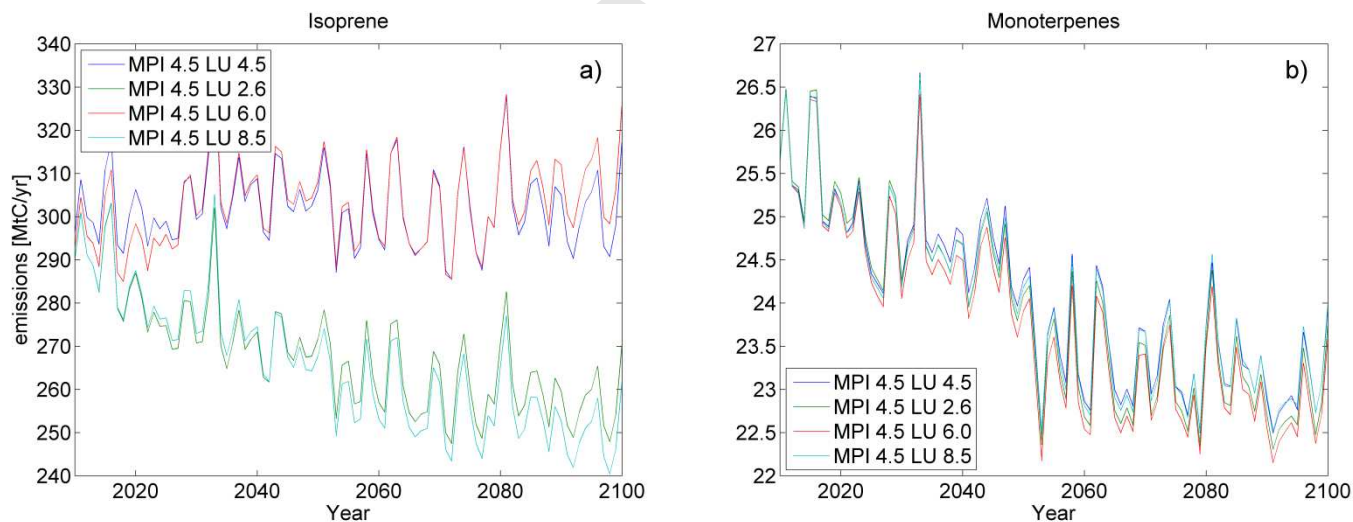 Isoprene
340
330
320
310
300
290
280
270
260
250
240
emissions [MtC/yr]
MPI 4.5 LU 4.5
MPI 4.5 LU 2.6
MPI 4.5 LU 6.0
MPI 4.5 LU 8.5
a)
2020
2040
2060
2080
2100
Year
Monoterpenes
27
26.5
26
25.5
25
24.5
24
23.5
23
22.5
22
b)
MPI 4.5 LU 4.5
MPI 4.5 LU 2.6
MPI 4.5 LU 6.0
MPI 4.5 LU 8.5
2020
2040
2060
2080
2100
Year